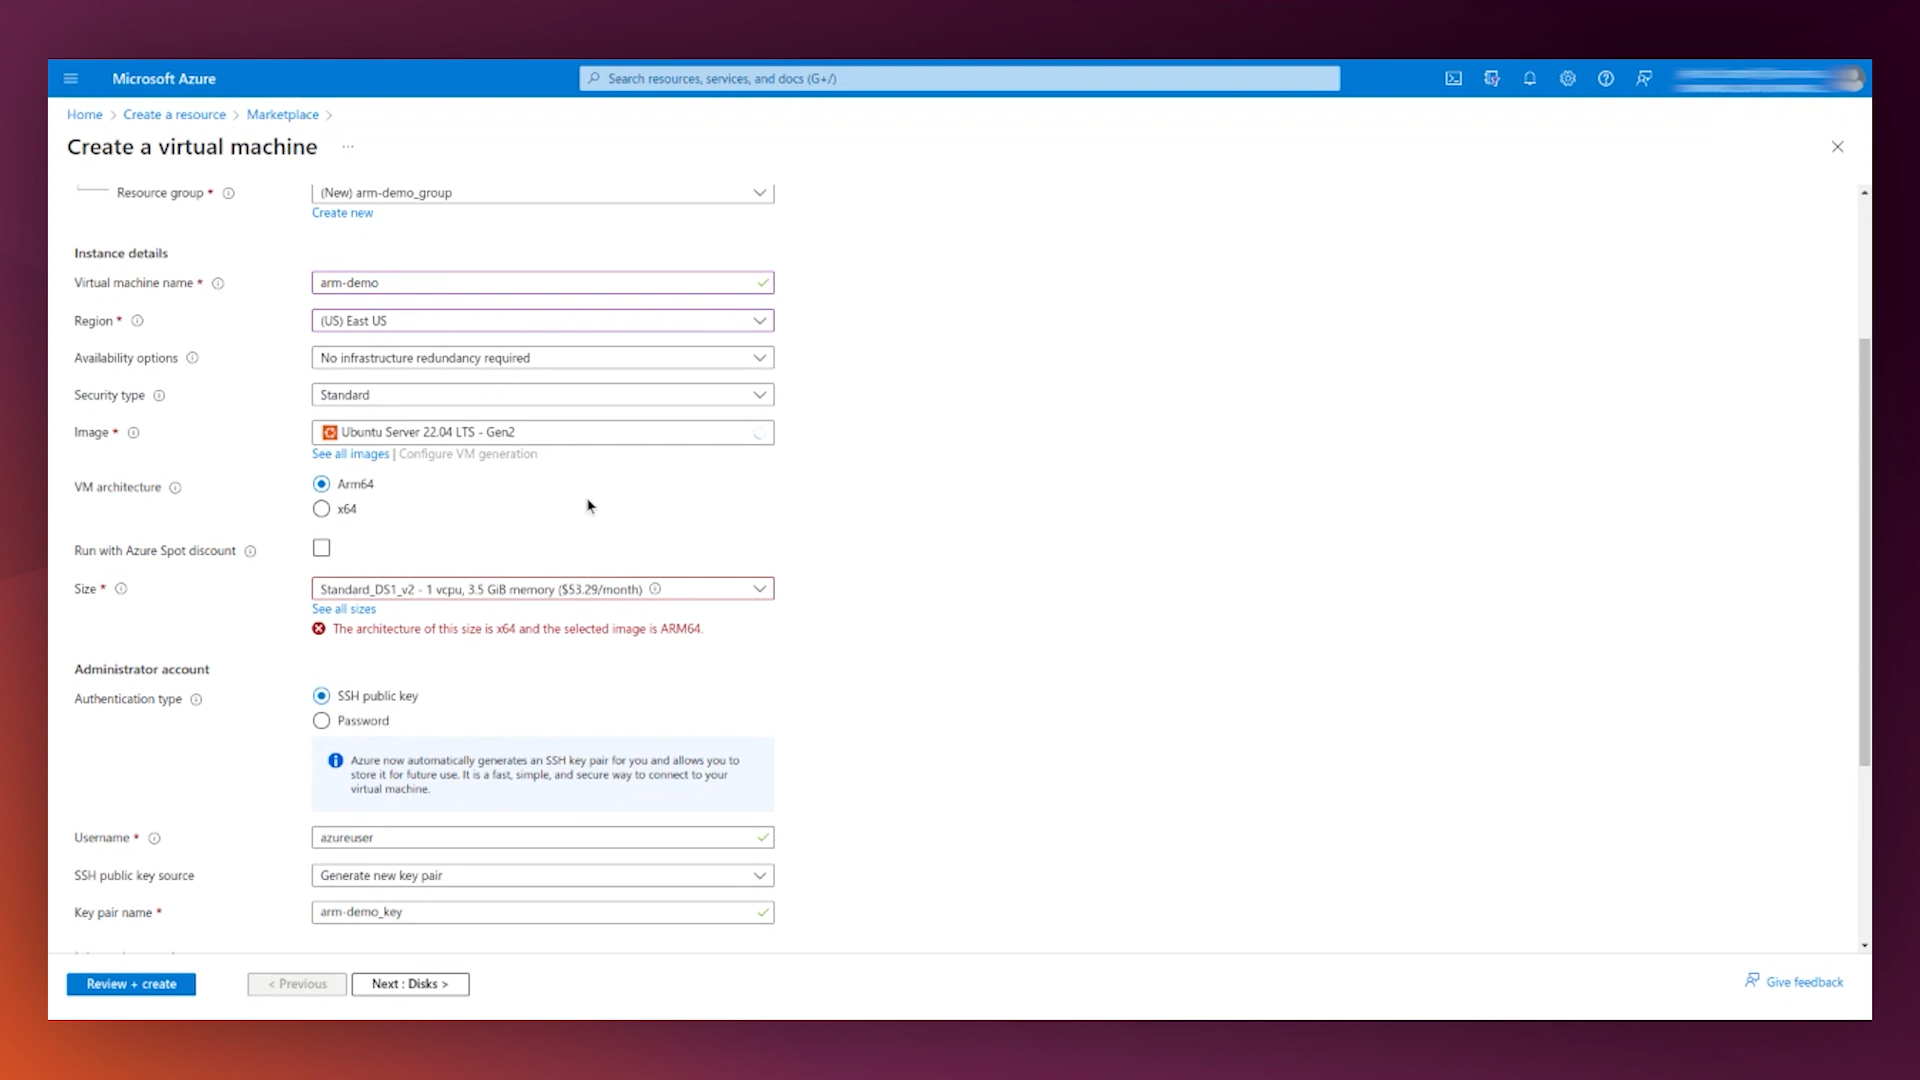 Microsoft Azure
Search resources, services, and docs (G+/)
Home > Create a resource > Marketplace >
Create a virtual machine ...
Resource group *
(New) arm-demo_group
Create new
Instance details
Virtual machine name *
arm-demo
Region *
(US) East US
Availability options
No infrastructure redundancy required
Security type
Standard
Image *
Ubuntu Server 22.04 LTS - Gen2
See all images | Configure VM generation
VM architecture
Arm64
x64
Run with Azure Spot discount
Size *
Standard_DS1_v2 - 1 vcpu, 3.5 GiB memory ($53.29/month)
See all sizes
The architecture of this size is x64 and the selected image is ARM64.
Administrator account
Authentication type
SSH public key
Password
Azure now automatically generates an SSH key pair for you and allows you to
store it for future use. It is a fast, simple, and secure way to connect to your
virtual machine.
Username *
azureuser
SSH public key source
Generate new key pair
Key pair name *
arm-demo_key
Review + create
< Previous
Next : Disks >
Give feedback